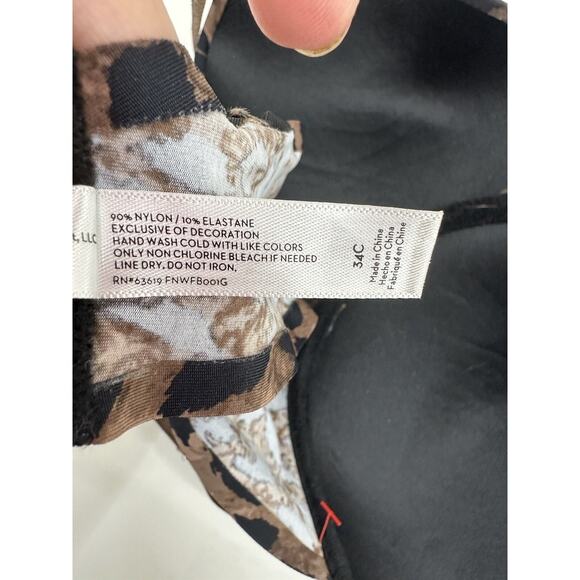 , LLC
90% NYLON / 10% ELASTANE
EXCLUSIVE OF DECORATION
HAND WASH COLD WITH LIKE COLORS
ONLY NON CHLORINE BLEACH IF NEEDED
LINE DRY. DO NOT IRON,
RN#63619 FNWFB001G
34C
Made in China
Hecho en China
Fabriqué en Chine